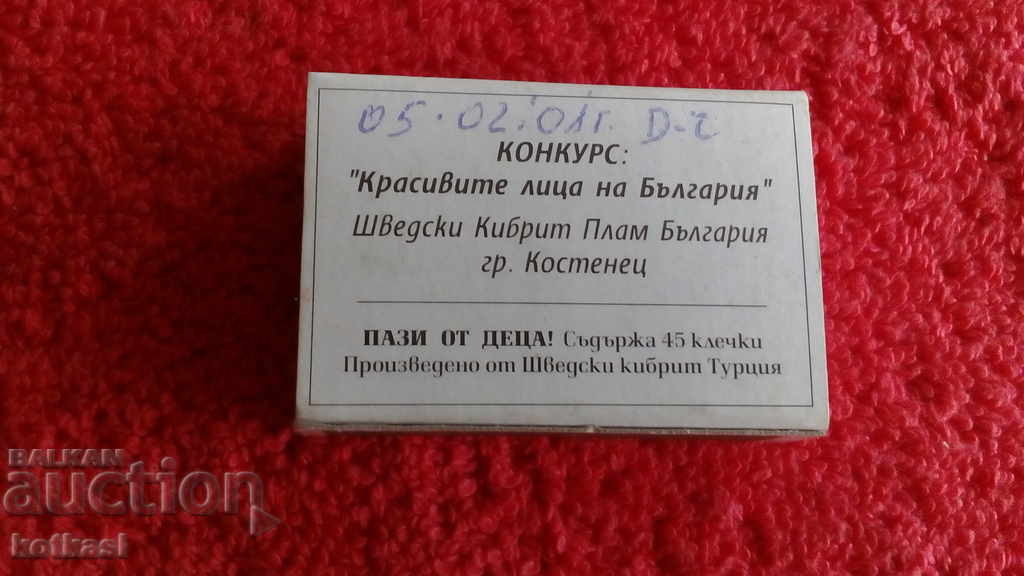 05.02.01г. D-r
КОНКУРС:
"Красивите лица на България"
Шведски Кибрит Плам България
гр. Костенец
ПАЗИ ОТ ДЕЦА! Съдържа 45 клечки
Произведено от Шведски кибрит Турция
BALKAN
auction
kotkasl